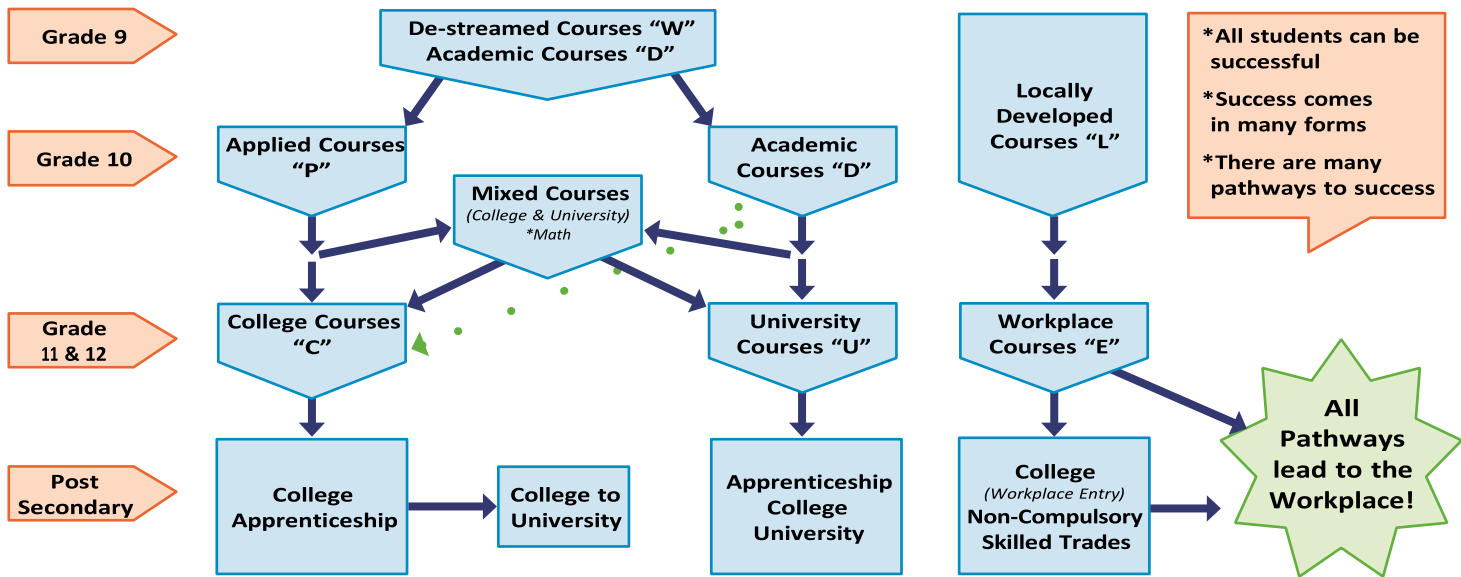 Grade 9
De-streamed Courses “W”
Academic Courses “D”
Locally
Developed
Courses “L”
*All students can be
successful
*Success comes
in many forms
*There are many
pathways to success
Grade 10
Applied Courses
“P”
Mixed Courses
(College & University)
*Math
Academic
Courses “D”
Grade
11 & 12
College Courses
“C”
University
Courses “U”
Workplace
Courses “E”
Post
Secondary
College
Apprenticeship
College to
University
Apprenticeship
College
University
College
(Workplace Entry)
Non-Compulsory
Skilled Trades
All
Pathways
lead to the
Workplace!